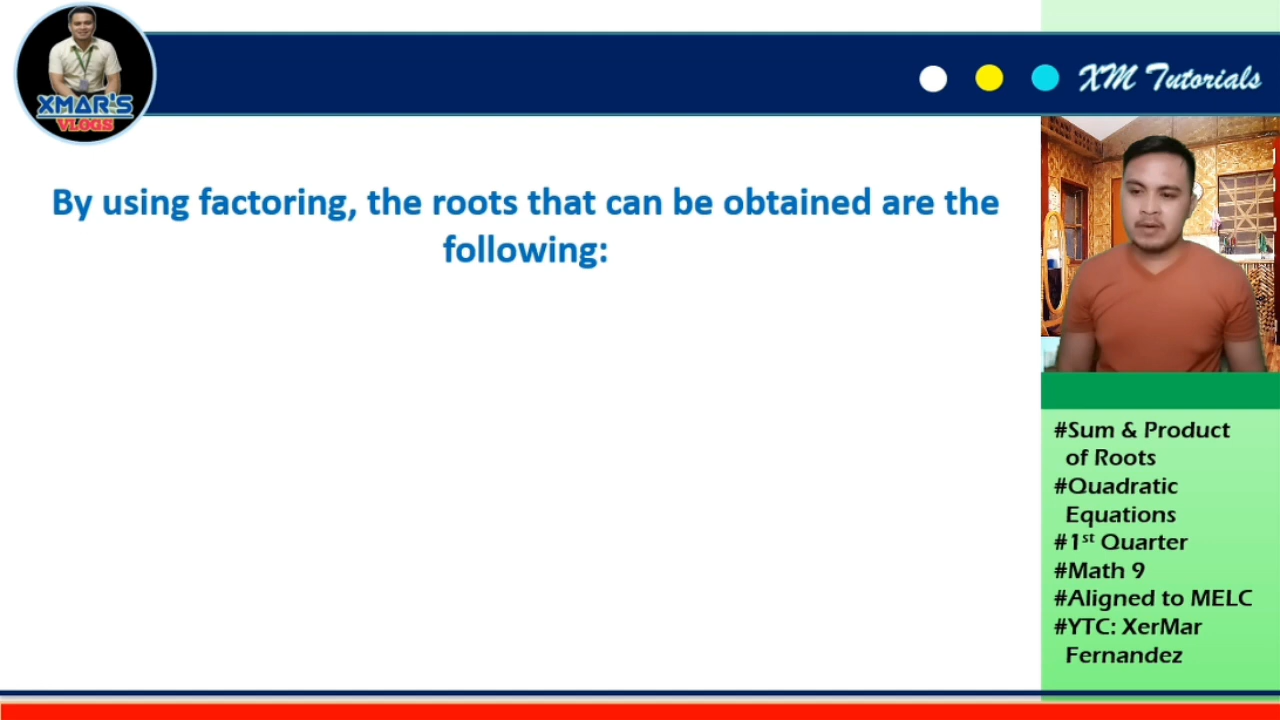 XMAR'S
VLOGS
XM Tutorials
By using factoring, the roots that can be obtained are the
following:
#Sum & Product
of Roots
#Quadratic
Equations
#1st Quarter
#Math 9
#Aligned to MELC
#YTC: XerMar
Fernandez